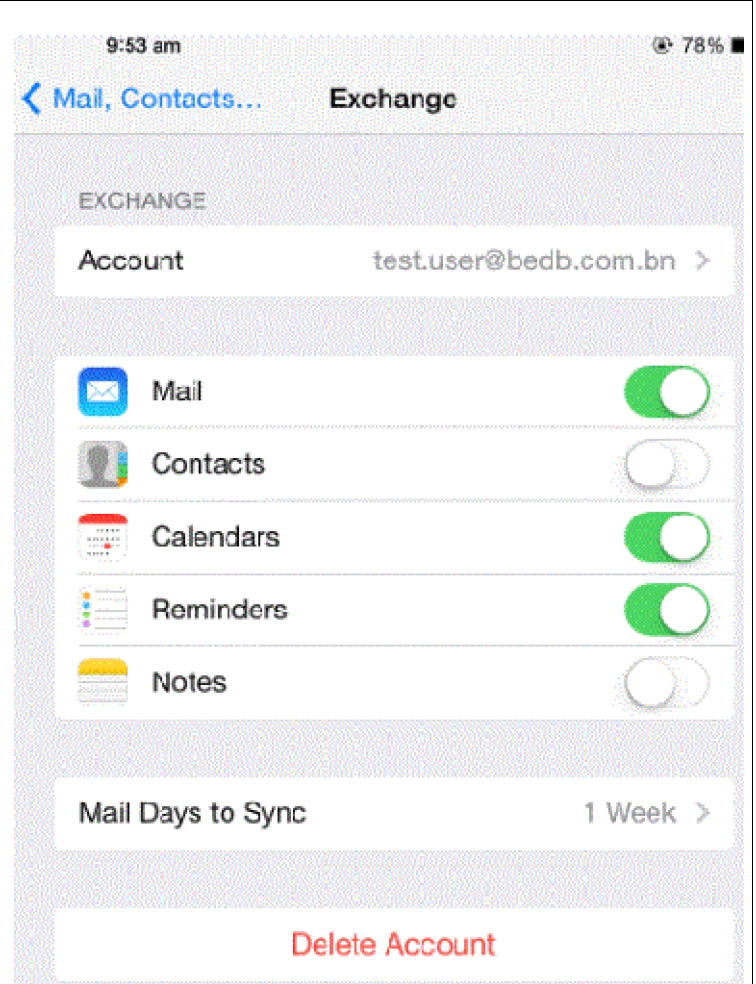 9:53 am 78%
Mail, Contacts... Exchange
EXCHANGE
Account test.user@bedb.com.bn
Mail
Contacts
Calendars
Reminders
Notes
Mail Days to Sync 1 Week
Delete Account